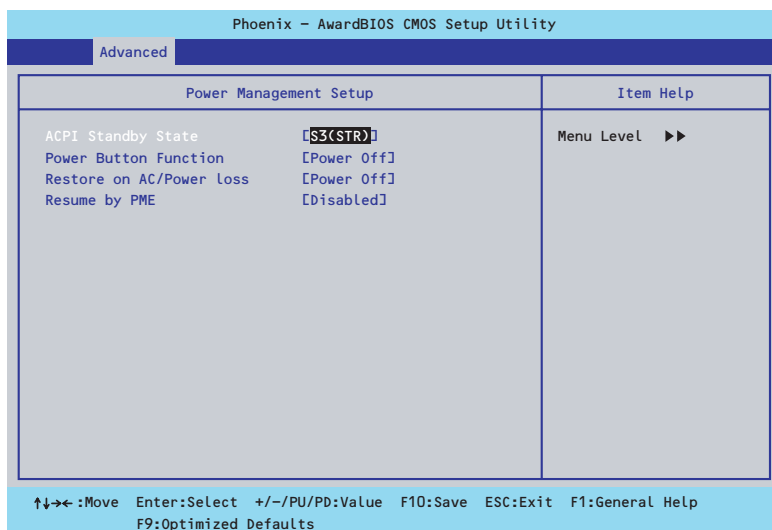 Phoenix – AwardBIOS CMOS Setup Utility
Advanced
Power Management Setup
Item Help
ACPI Standby State [S3(STR)]
Menu Level ▶▶
Power Button Function [Power Off]
Restore on AC/Power loss [Power Off]
Resume by PME [Disabled]
↑↓→←:Move Enter:Select +/-/PU/PD:Value F10:Save ESC:Exit F1:General Help
F9:Optimized Defaults